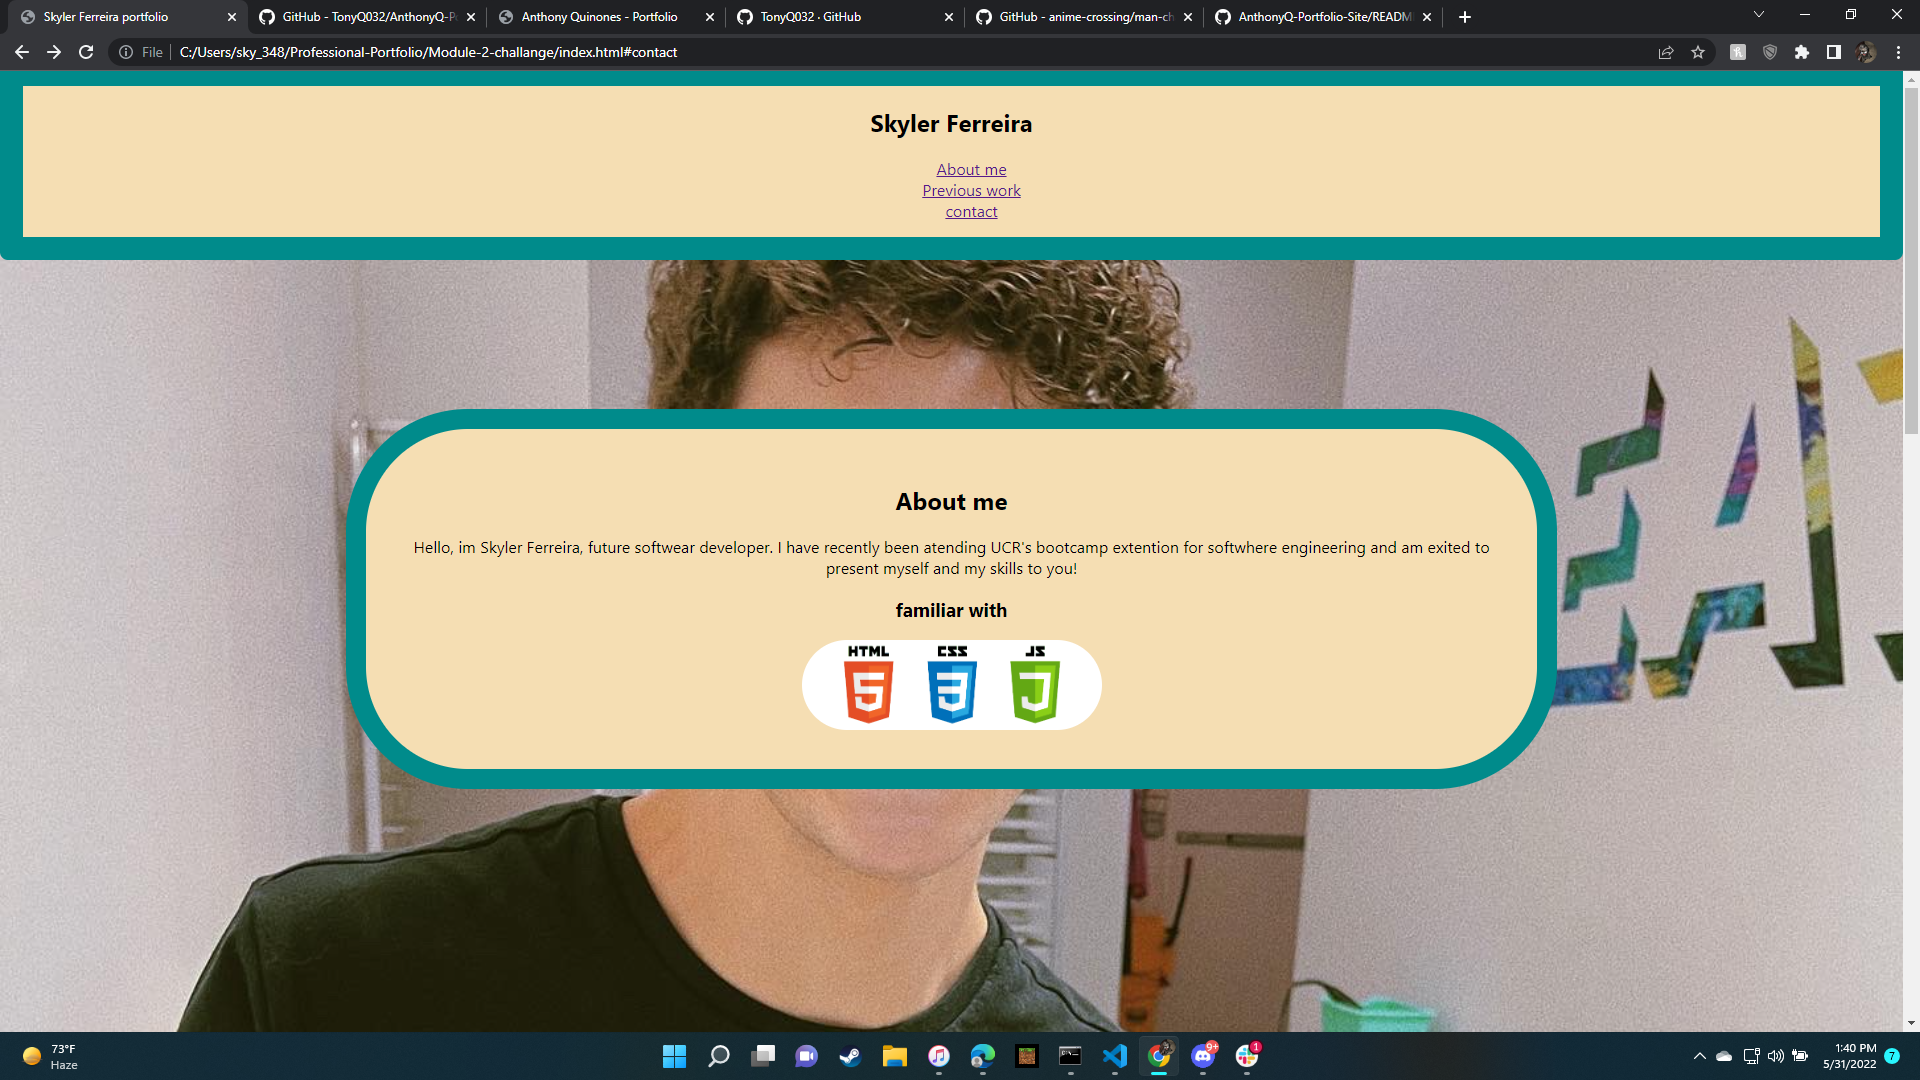 Skyler Ferreira portfolio
GitHub - TonyQ032/AnthonyQ-P
Anthony Quinones - Portfolio
TonyQ032 · GitHub
GitHub - anime-crossing/man-ch
AnthonyQ-Portfolio-Site/READM
File
C:/Users/sky_348/Professional-Portfolio/Module-2-challange/index.html#contact
Skyler Ferreira
About me
Previous work
contact
About me
Hello, im Skyler Ferreira, future softwear developer. I have recently been atending UCR's bootcamp extention for softwhere engineering and am exited to
present myself and my skills to you!
familiar with
HTML CSS JS
5 3 J
73°F
Haze
9+
1
1:40 PM
5/31/2022
7